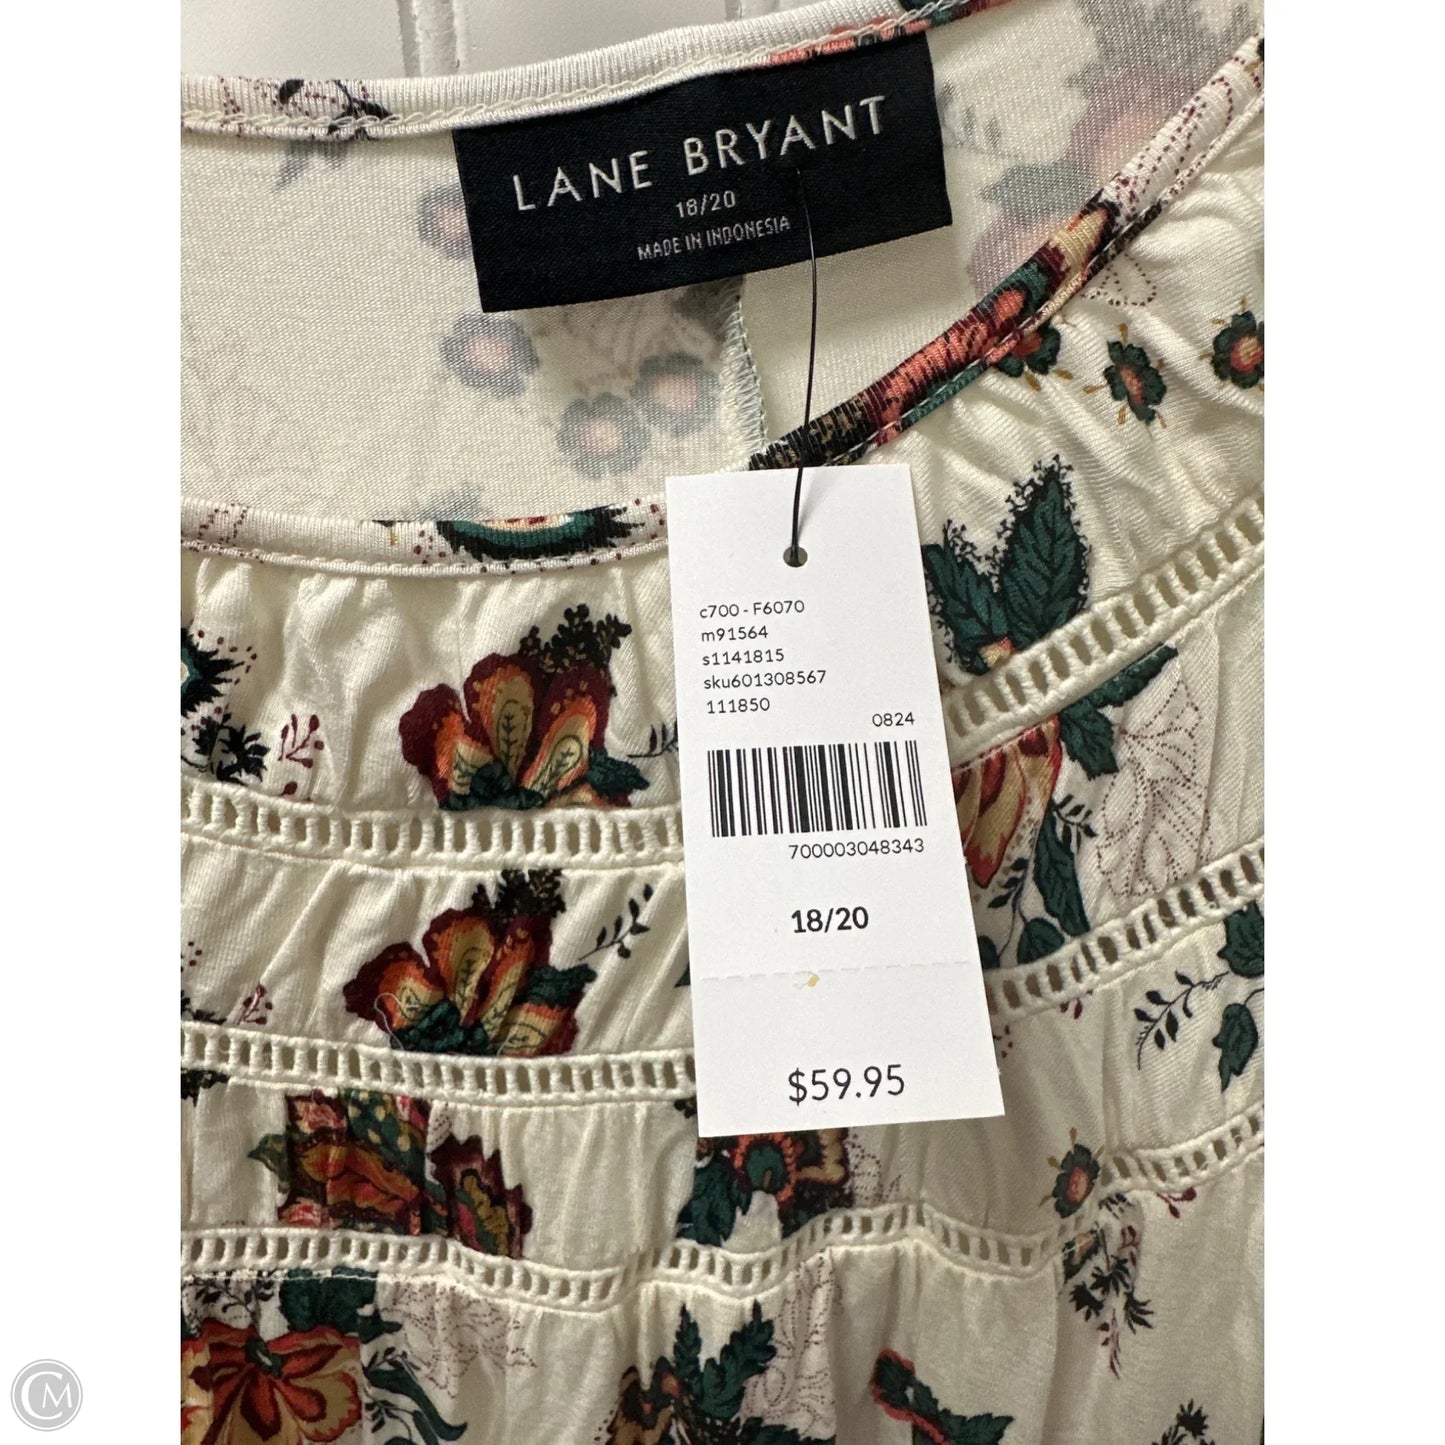 LANE BRYANT
18/20
MADE IN INDONESIA
c700 - F6070
m91564
s1141815
sku601308567
111850
0824
700003048343
18/20
$59.95
CM